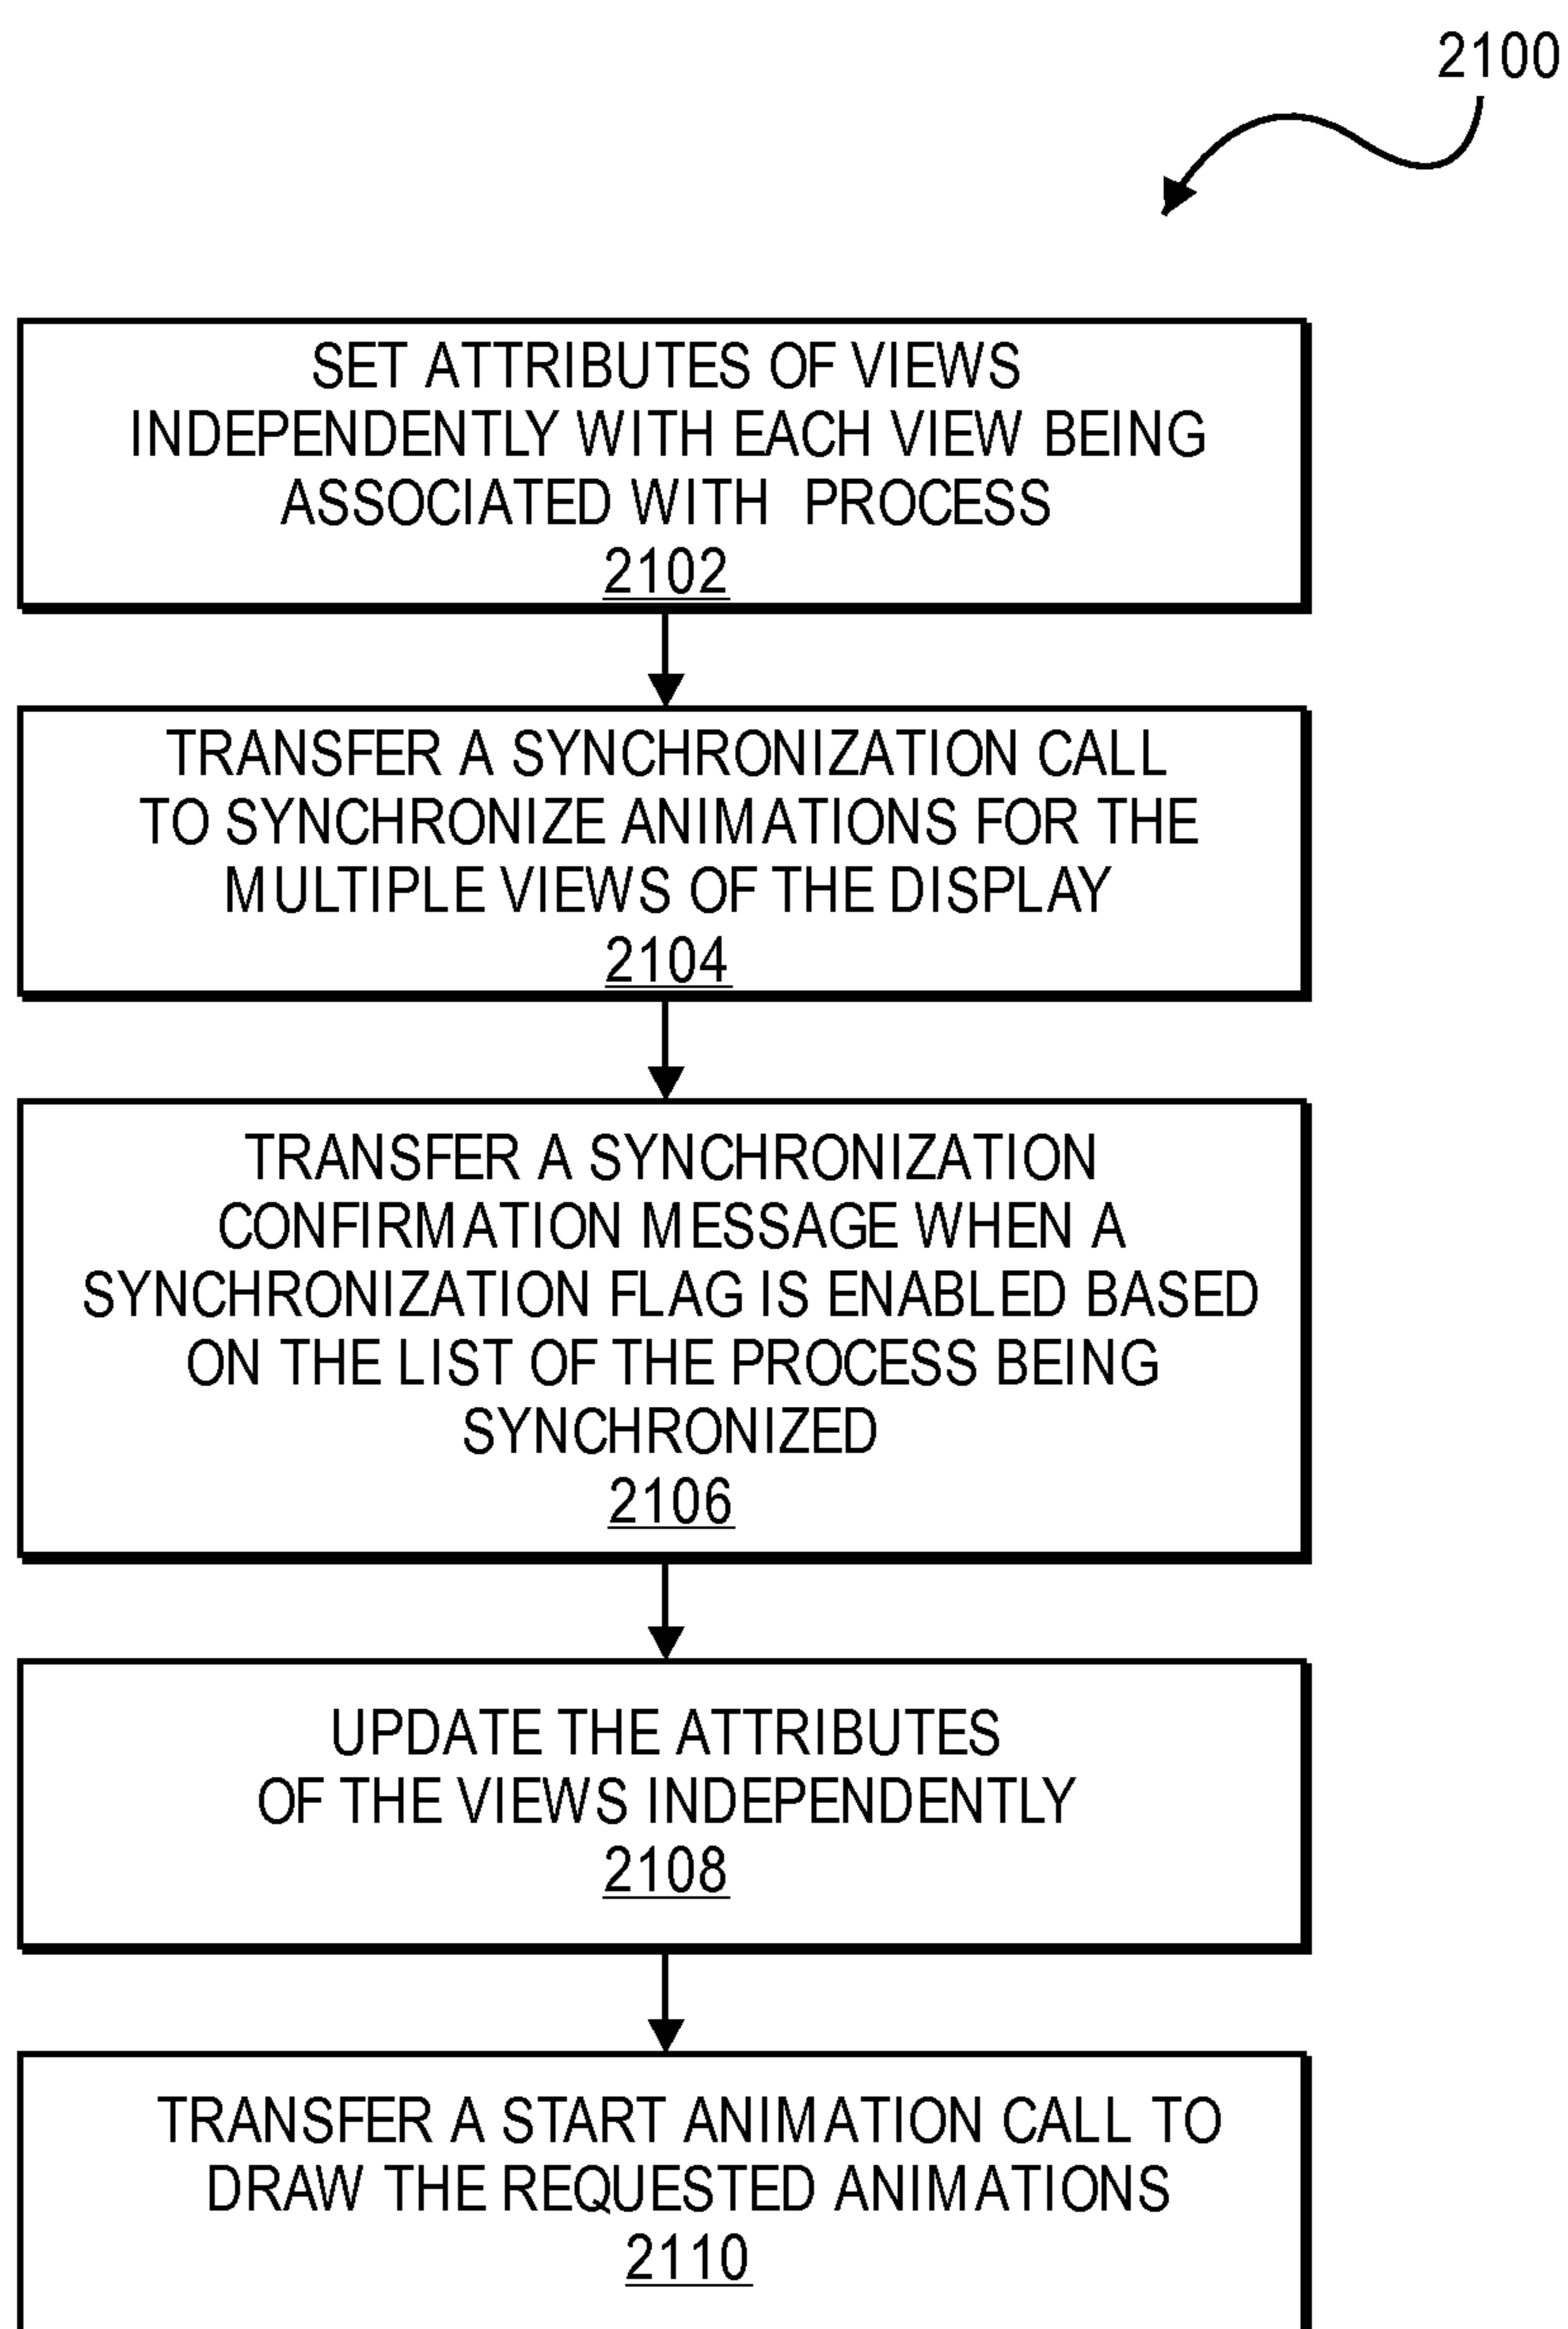 2100
SET ATTRIBUTES OF VIEWS
INDEPENDENTLY WITH EACH VIEW BEING
ASSOCIATED WITH PROCESS
2102
TRANSFER A SYNCHRONIZATION CALL
TO SYNCHRONIZE ANIMATIONS FOR THE
MULTIPLE VIEWS OF THE DISPLAY
2104
TRANSFER A SYNCHRONIZATION
CONFIRMATION MESSAGE WHEN A
SYNCHRONIZATION FLAG IS ENABLED BASED
ON THE LIST OF THE PROCESS BEING
SYNCHRONIZED
2106
UPDATE THE ATTRIBUTES
OF THE VIEWS INDEPENDENTLY
2108
TRANSFER A START ANIMATION CALL TO
DRAW THE REQUESTED ANIMATIONS
2110